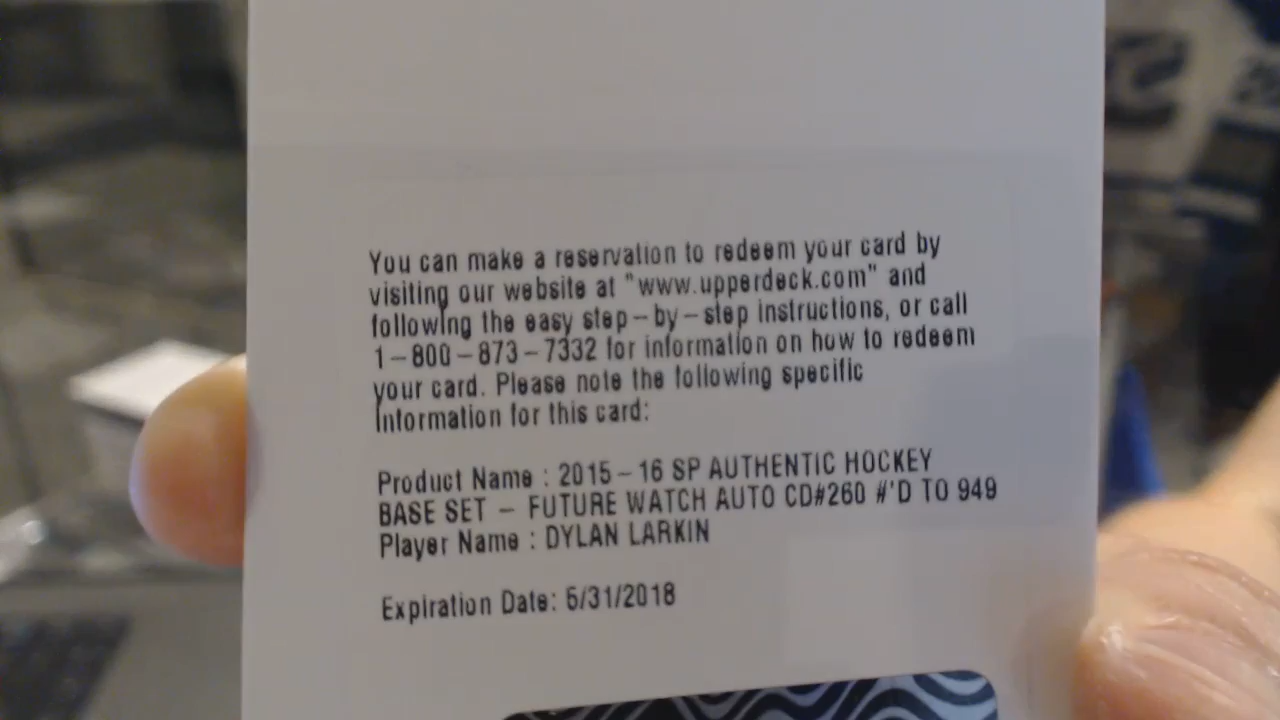 You can make a reservation to redeem your card by
visiting our website at "www.upperdeck.com" and
following the easy step-by-step instructions, or call
1-800-873-7332 for information on how to redeem
your card. Please note the following specific
information for this card:
Product Name : 2015-16 SP AUTHENTIC HOCKEY
BASE SET - FUTURE WATCH AUTO CD#260 #'D TO 949
Player Name : DYLAN LARKIN
Expiration Date: 5/31/2018